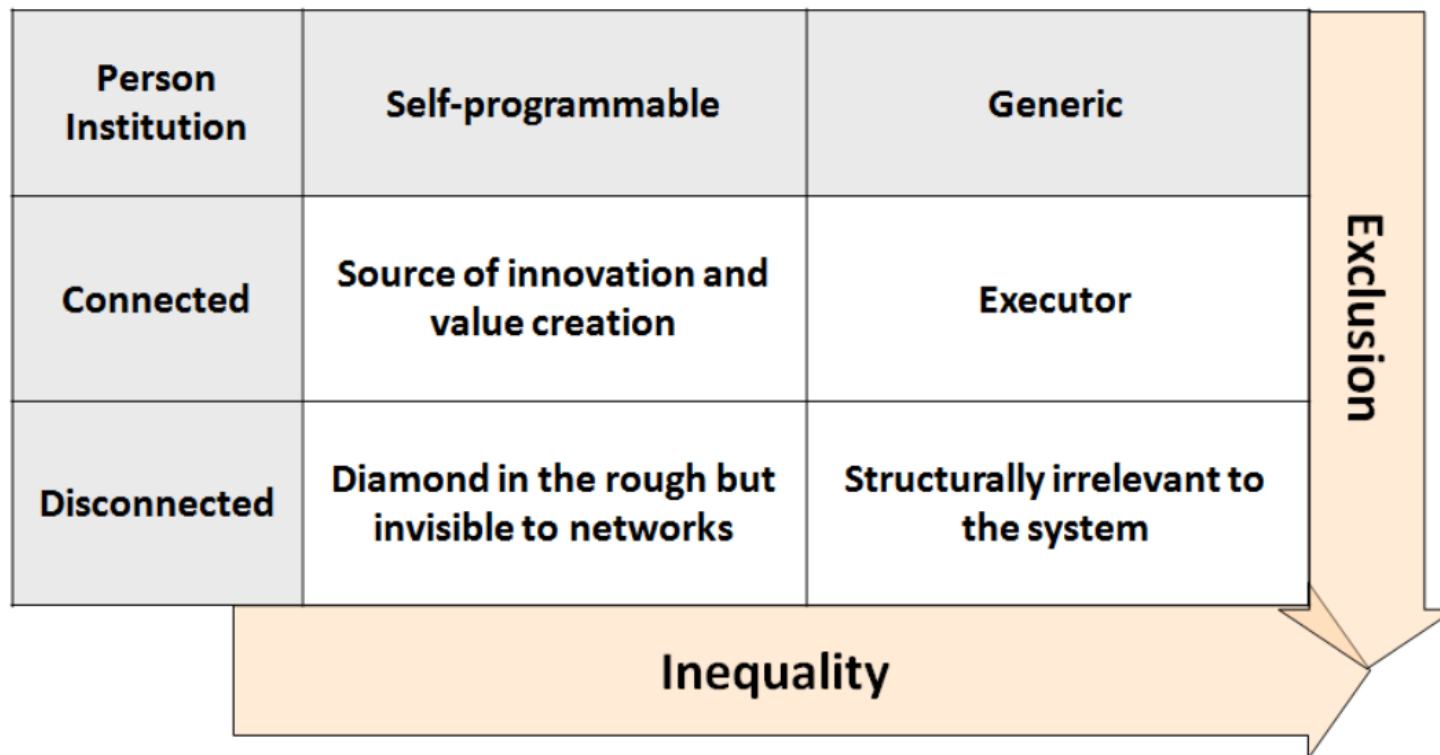 Person
Institution
Self-programmable
Generic
Connected
Source of innovation and
value creation
Executor
Disconnected
Diamond in the rough but
invisible to networks
Structurally irrelevant to
the system
Exclusion
Inequality